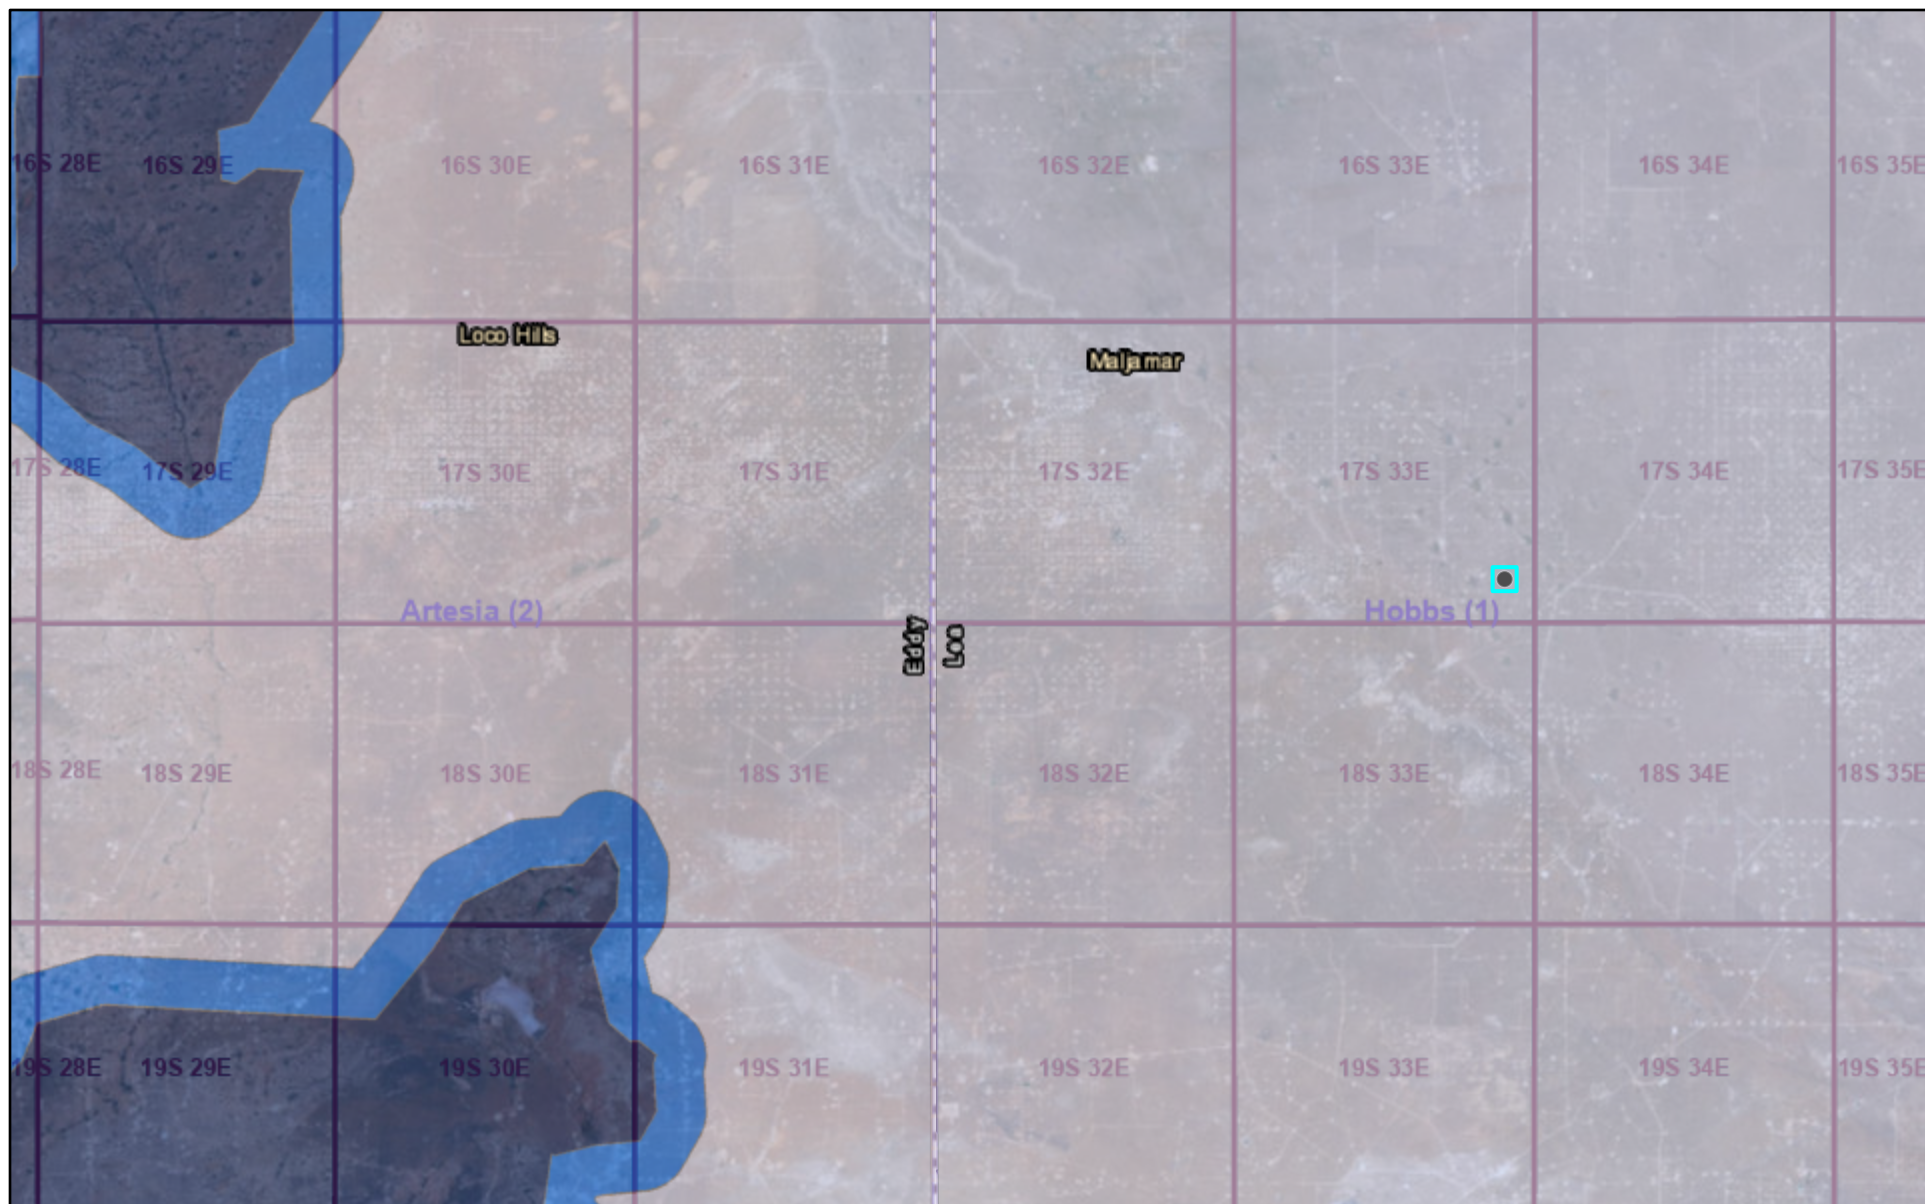 16S 28E 16S 29E 16S 30E 16S 31E 16S 32E 16S 33E 16S 34E 16S 35E
Loco Hills
Maljamar
17S 28E 17S 29E 17S 30E 17S 31E 17S 32E 17S 33E 17S 34E 17S 35E
Artesia (2) Hobbs (1)
Eddy
Lea
18S 28E 18S 29E 18S 30E 18S 31E 18S 32E 18S 33E 18S 34E 18S 35E
19S 28E 19S 29E 19S 30E 19S 31E 19S 32E 19S 33E 19S 34E 19S 35E